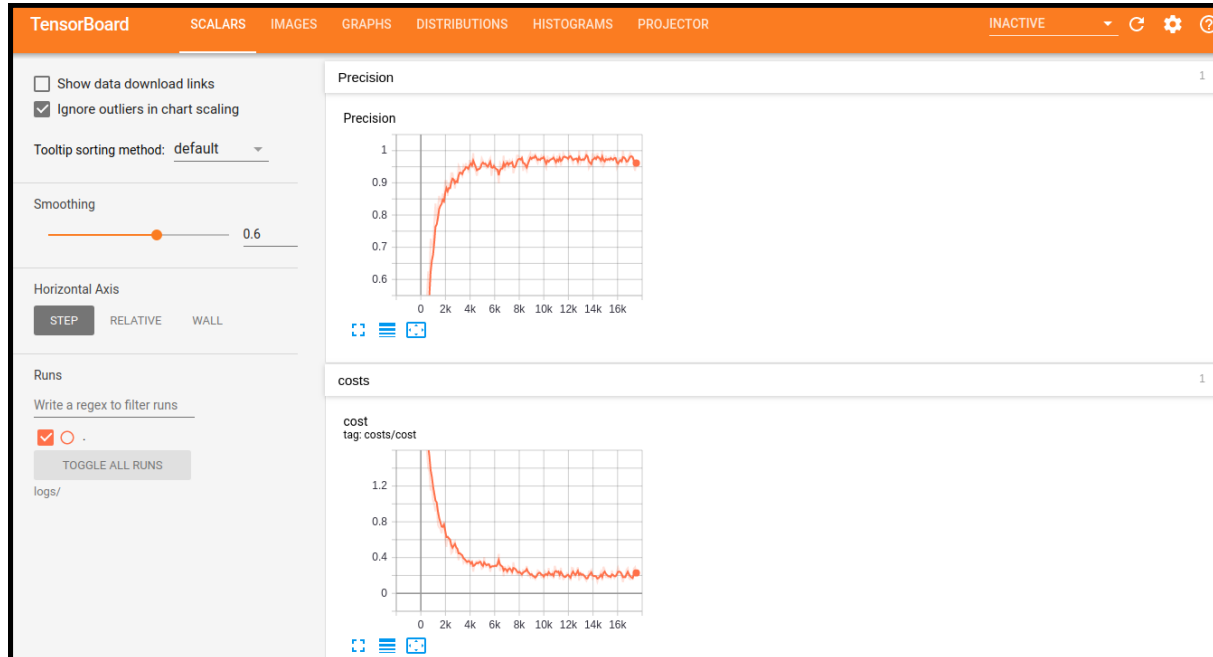 TensorBoard SCALARS IMAGES GRAPHS DISTRIBUTIONS HISTOGRAMS PROJECTOR INACTIVE
Show data download links
Ignore outliers in chart scaling
Tooltip sorting method: default
Smoothing
0.6
Horizontal Axis
STEP RELATIVE WALL
Runs
Write a regex to filter runs
.
TOGGLE ALL RUNS
logs/
Precision 1
Precision
1
0.9
0.8
0.7
0.6
0 2k 4k 6k 8k 10k 12k 14k 16k
costs 1
cost
tag: costs/cost
1.2
0.8
0.4
0
0 2k 4k 6k 8k 10k 12k 14k 16k